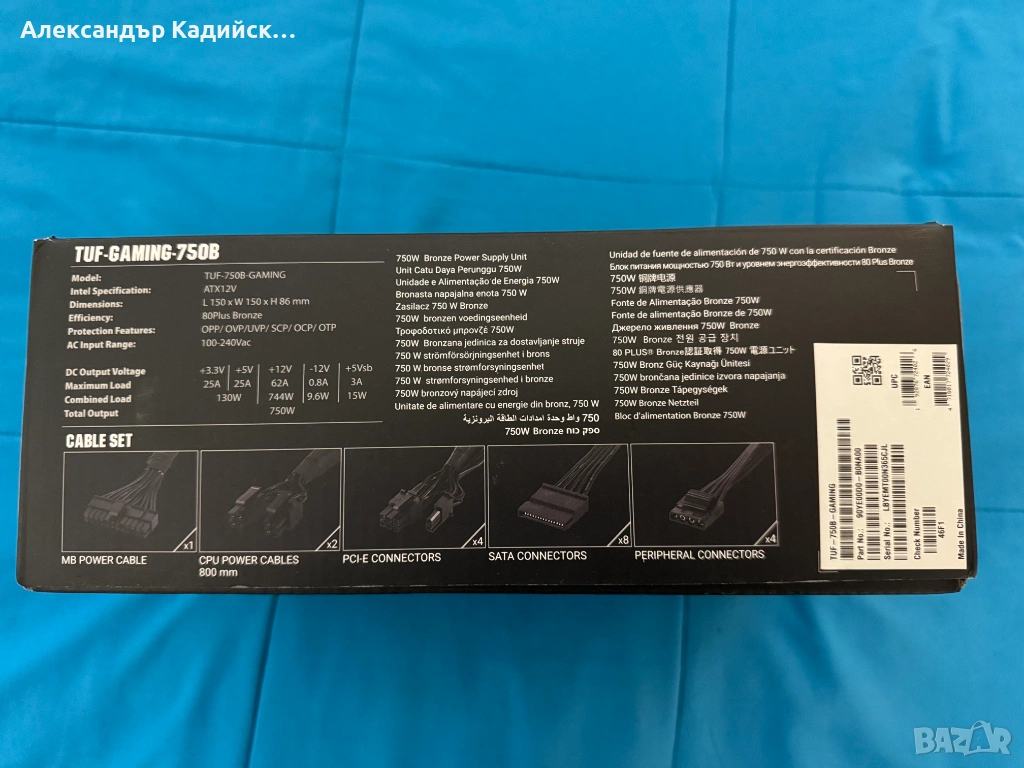 Александър Кадийск...
TUF-GAMING-750B
Model: TUF-750B-GAMING
Intel Specification: ATX12V
Dimensions: L 150 x W 150 x H 86 mm
Efficiency: 80Plus Bronze
Protection Features: OPP/ OVP/UVP/ SCP/ OCP/ OTP
AC Input Range: 100-240Vac
DC Output Voltage +3.3V +5V +12V -12V +5Vsb
Maximum Load 25A 25A 62A 0.8A 3A
Combined Load 130W 744W 9.6W 15W
Total Output 750W
750W Bronze Power Supply Unit
Unit Catu Daya Perunggu 750W
Unidade e Alimentação de Energia 750W
Bronasta napajalna enota 750 W
Zasilacz 750 W Bronze
750W bronzen voedingseenheid
Τροφοδοτικό μπρονζέ 750W
750W Bronzana jedinica za dostavljanje struje
750 W strömförsörjningsenhet i brons
750 W bronse strømforsyningsenhet
750 W strømforsyningsenhed i bronse
750W bronzový napájecí zdroj
Unitate de alimentare cu energie din bronz, 750 W
750 واط وحدة امدادات الطاقة البرونزية
ספק כוח 750W Bronze
Unidad de fuente de alimentación de 750 W con la certificación Bronze
Блок питания мощностью 750 Вт и уровнем энергоэффективности 80 Plus Bronze
750W 铜牌电源
750W 銅牌電源供應器
Fonte de Alimentação Bronze 750W
Fonte de alimentação Bronze de 750W
Джерело живлення 750W Bronze
750W Bronze 전원 공급 장치
80 PLUS® Bronze認証取得 750W 電源ユニット
750W Bronz Güç Kaynağı Ünitesi
750W brončana jedinice izvora napajanja
750W Bronze Tápegységek
750W Bronze Netzteil
Bloc d'alimentation Bronze 750W
CABLE SET
x1
x2
x4
x8
x4
MB POWER CABLE
CPU POWER CABLES
800 mm
PCI-E CONNECTORS
SATA CONNECTORS
PERIPHERAL CONNECTORS
UPC
EAN
TUF-750B-GAMING
Part No.: 90YE00D0-B0NA00
Serial No.: L8YEMT00N365CJL
Check Number
46F1
Made In China
BAZAR